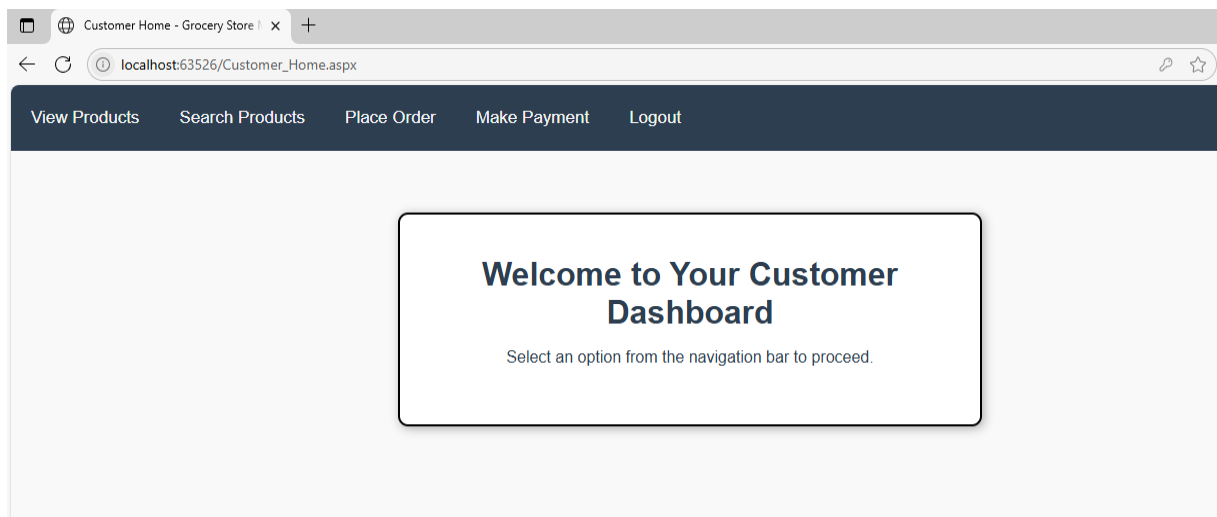 Customer Home - Grocery Store
localhost:63526/Customer_Home.aspx
View Products Search Products Place Order Make Payment Logout
Welcome to Your Customer
Dashboard
Select an option from the navigation bar to proceed.